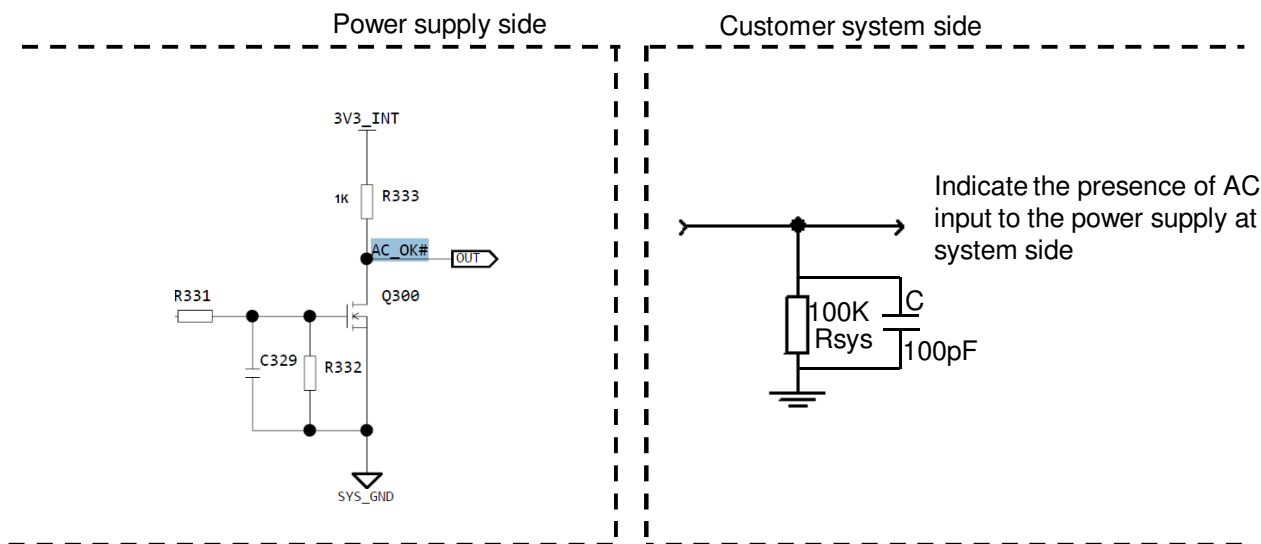 Power supply side
Customer system side
3V3_INT
1K
R333
AC_OK#
OUT
R331
Q300
C329
R332
SYS_GND
Indicate the presence of AC
input to the power supply at
system side
100K
Rsys
C
100pF